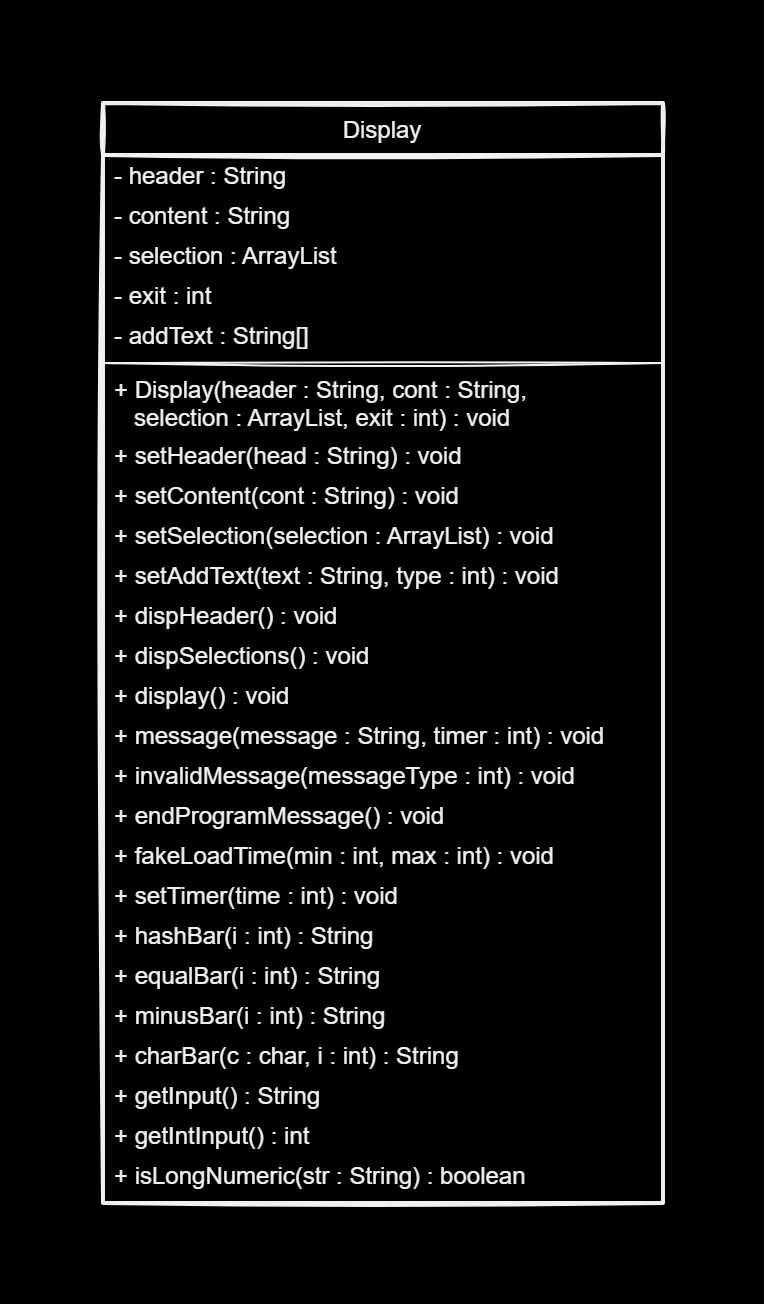 Display
- header : String
- content : String
- selection : ArrayList
- exit : int
- addText : String[]
+ Display(header : String, cont : String,
selection : ArrayList, exit : int) : void
+ setHeader(head : String) : void
+ setContent(cont : String) : void
+ setSelection(selection : ArrayList) : void
+ setAddText(text : String, type : int) : void
+ dispHeader() : void
+ dispSelections() : void
+ display() : void
+ message(message : String, timer : int) : void
+ invalidMessage(messageType : int) : void
+ endProgramMessage() : void
+ fakeLoadTime(min : int, max : int) : void
+ setTimer(time : int) : void
+ hashBar(i : int) : String
+ equalBar(i : int) : String
+ minusBar(i : int) : String
+ charBar(c : char, i : int) : String
+ getInput() : String
+ getIntInput() : int
+ isLongNumeric(str : String) : boolean